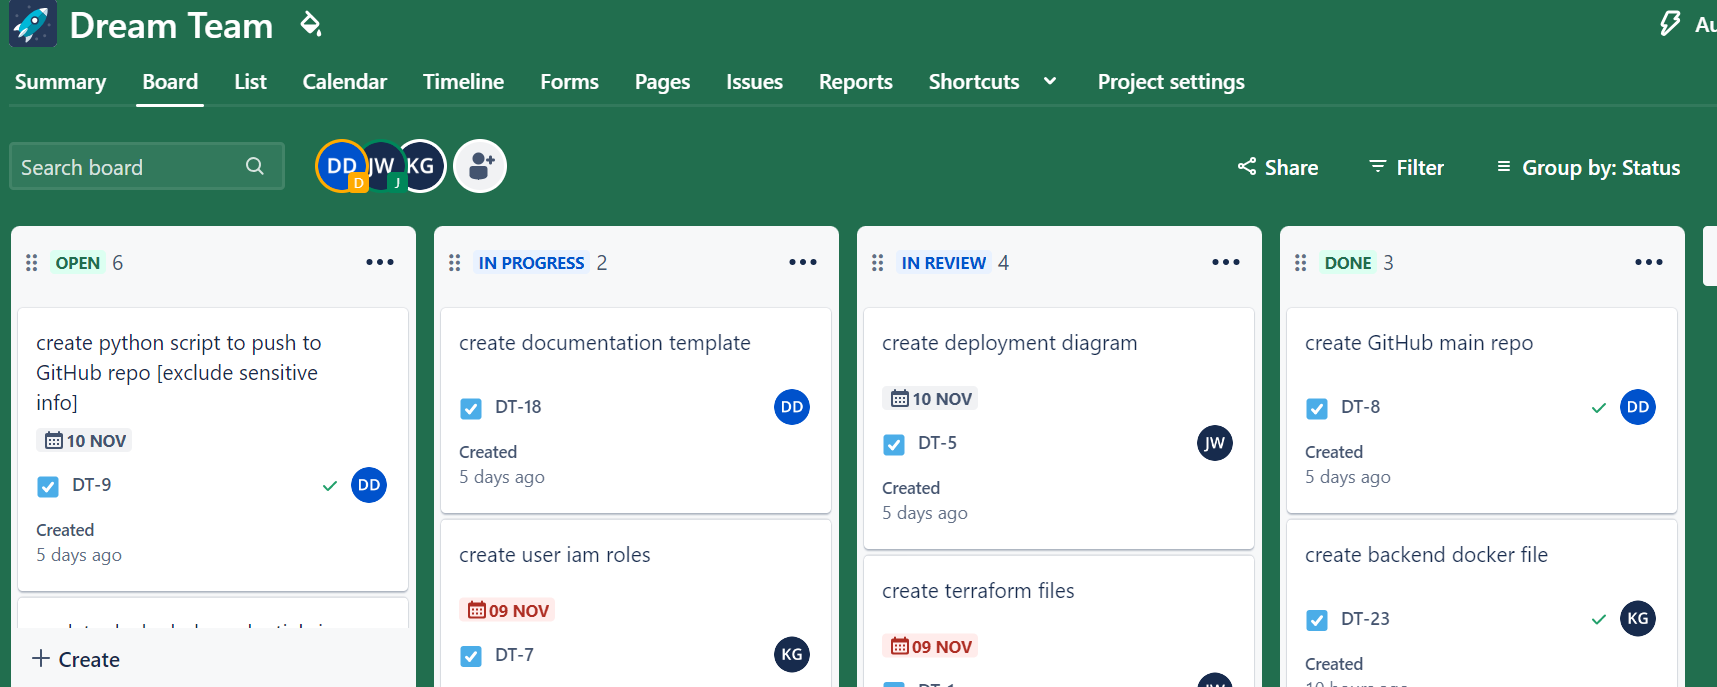 Dream Team
Summary Board List Calendar Timeline Forms Pages Issues Reports Shortcuts Project settings
Search board
DD D JW J KG
Share Filter Group by: Status
OPEN 6
create python script to push to
GitHub repo [exclude sensitive
info]
10 NOV
DT-9 DD
Created
5 days ago
+ Create
IN PROGRESS 2
create documentation template
DT-18 DD
Created
5 days ago
create user iam roles
09 NOV
DT-7 KG
IN REVIEW 4
create deployment diagram
10 NOV
DT-5 JW
Created
5 days ago
create terraform files
09 NOV
DONE 3
create GitHub main repo
DT-8 DD
Created
5 days ago
create backend docker file
DT-23 KG
Created